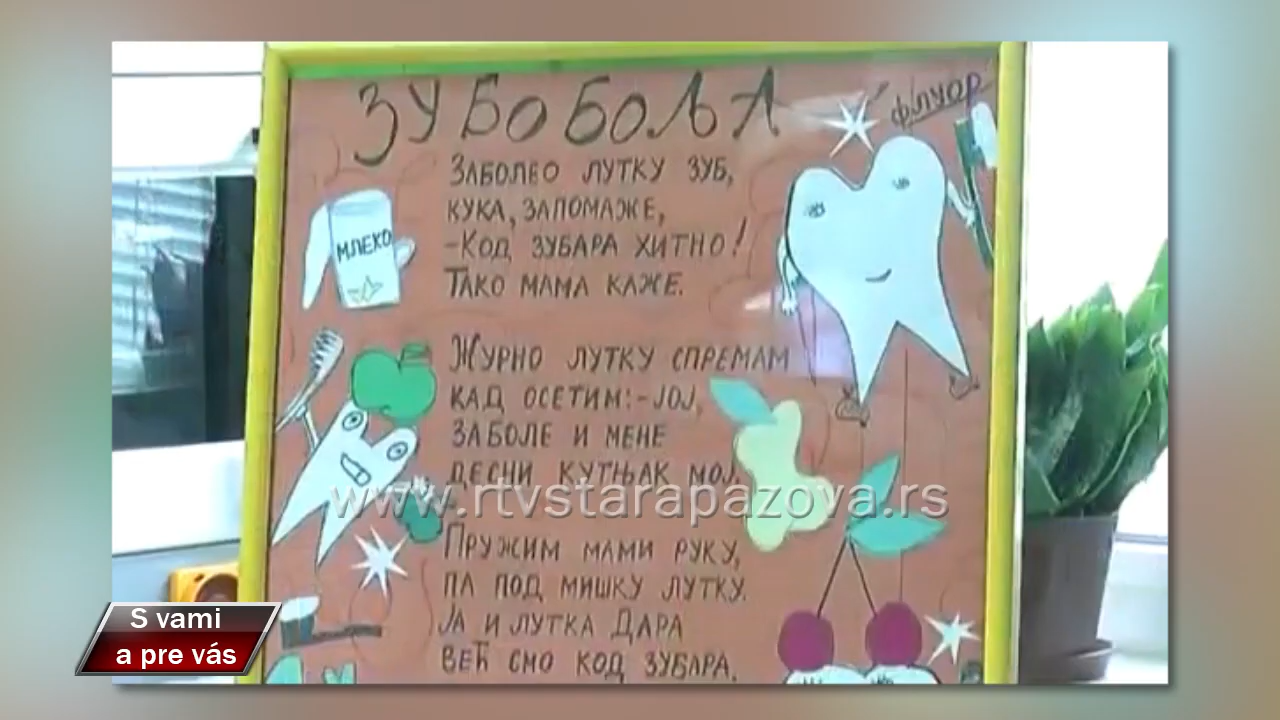 ЗУБОБОЉА
ФЛУОР
ЗАБОЛЕО ЛУТКУ ЗУБ,
КУКА, ЗАПОМАЖЕ,
-КОД ЗУБАРА ХИТНО!
ТАКО МАМА КАЖЕ.
МЛЕКО
ЖУРНО ЛУТКУ СПРЕМАМ
КАД ОСЕТИМ:-ЈОЈ,
ЗАБОЛЕ И МЕНЕ
ДЕСНИ КУТЊАК МОЈ.
www.rtvstarapazova.rs
ПРУЖИМ МАМИ РУКУ,
ПА ПОД МИШКУ ЛУТКУ.
ЈА И ЛУТКА ДАРА
ВЕЋ СМО КОД ЗУБАРА.
S vami
a pre vás